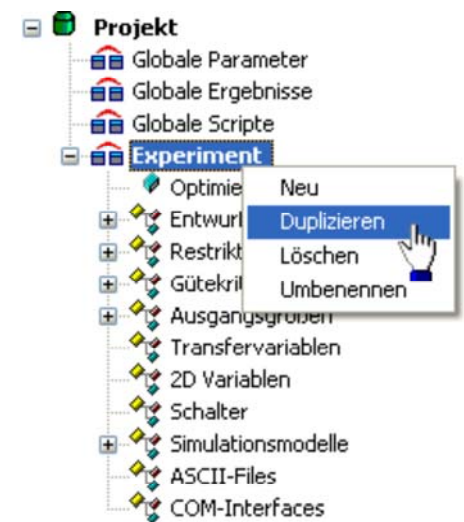 Projekt
Globale Parameter
Globale Ergebnisse
Globale Scripte
Experiment
Optimie
Neu
Entwurf
Duplizieren
Restrikt
Löschen
Gütekrit
Umbenennen
Ausgangsgrößen
Transfervariablen
2D Variablen
Schalter
Simulationsmodelle
ASCII-Files
COM-Interfaces